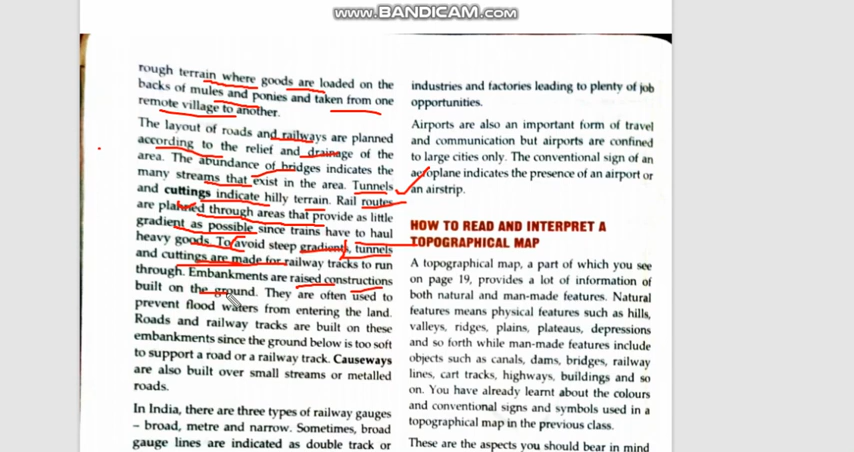 www.BANDICAM.com
rough terrain where goods are loaded on the
backs of mules and ponies and taken from one
remote village to another.
The layout of roads and railways are planned
according to the relief and drainage of the
area. The abundance of bridges indicates the
many streams that exist in the area. Tunnels
and cuttings indicate hilly terrain. Rail routes
are planned through areas that provide as little
gradient as possible since trains have to haul
heavy goods. To avoid steep gradients, tunnels
and cuttings are made for railway tracks to run
through. Embankments are raised constructions
built on the ground. They are often used to
prevent flood waters from entering the land.
Roads and railway tracks are built on these
embankments since the ground below is too soft
to support a road or a railway track. Causeways
are also built over small streams or metalled
roads.
In India, there are three types of railway gauges
– broad, metre and narrow. Sometimes, broad
gauge lines are indicated as double track or
industries and factories leading to plenty of job
opportunities.
Airports are also an important form of travel
and communication but airports are confined
to large cities only. The conventional sign of an
aeroplane indicates the presence of an airport or
an airstrip.
HOW TO READ AND INTERPRET A
TOPOGRAPHICAL MAP
A topographical map, a part of which you see
on page 19, provides a lot of information of
both natural and man-made features. Natural
features means physical features such as hills,
valleys, ridges, plains, plateaus, depressions
and so forth while man-made features include
objects such as canals, dams, bridges, railway
lines, cart tracks, highways, buildings and so
on. You have already learnt about the colours
and conventional signs and symbols used in a
topographical map in the previous class.
These are the aspects you should bear in mind